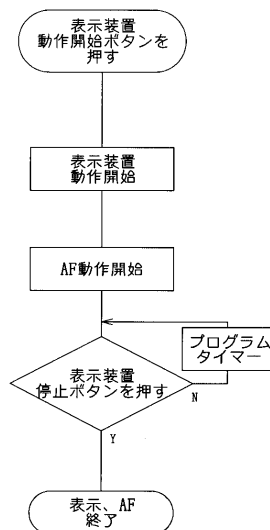 表示装置
動作開始ボタンを
押す
表示装置
動作開始
AF動作開始
プログラム
タイマー
表示装置
停止ボタンを押す
N
Y
表示、AF
終了